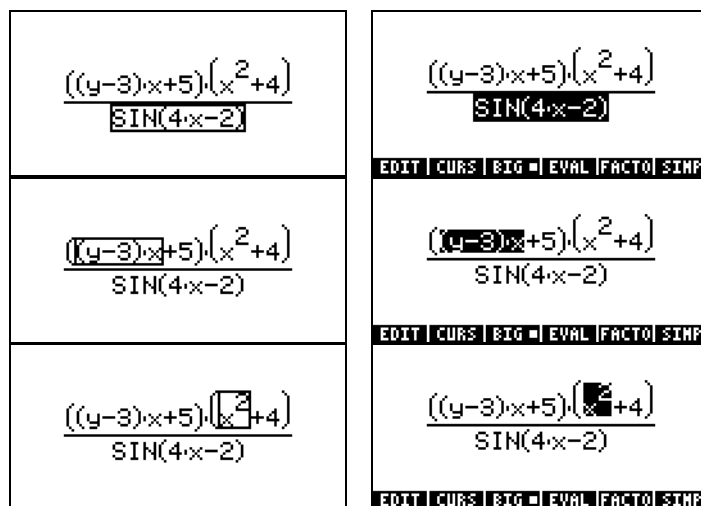 ((y-3)·x+5)·(x²+4)
SIN(4·x-2)
((y-3)·x+5)·(x²+4)
SIN(4·x-2)
EDIT CURS BIG ■ EVAL FACTO SIMP
((y-3)·x+5)·(x²+4)
SIN(4·x-2)
((y-3)·x+5)·(x²+4)
SIN(4·x-2)
EDIT CURS BIG ■ EVAL FACTO SIMP
((y-3)·x+5)·(x²+4)
SIN(4·x-2)
((y-3)·x+5)·(x²+4)
SIN(4·x-2)
EDIT CURS BIG ■ EVAL FACTO SIMP